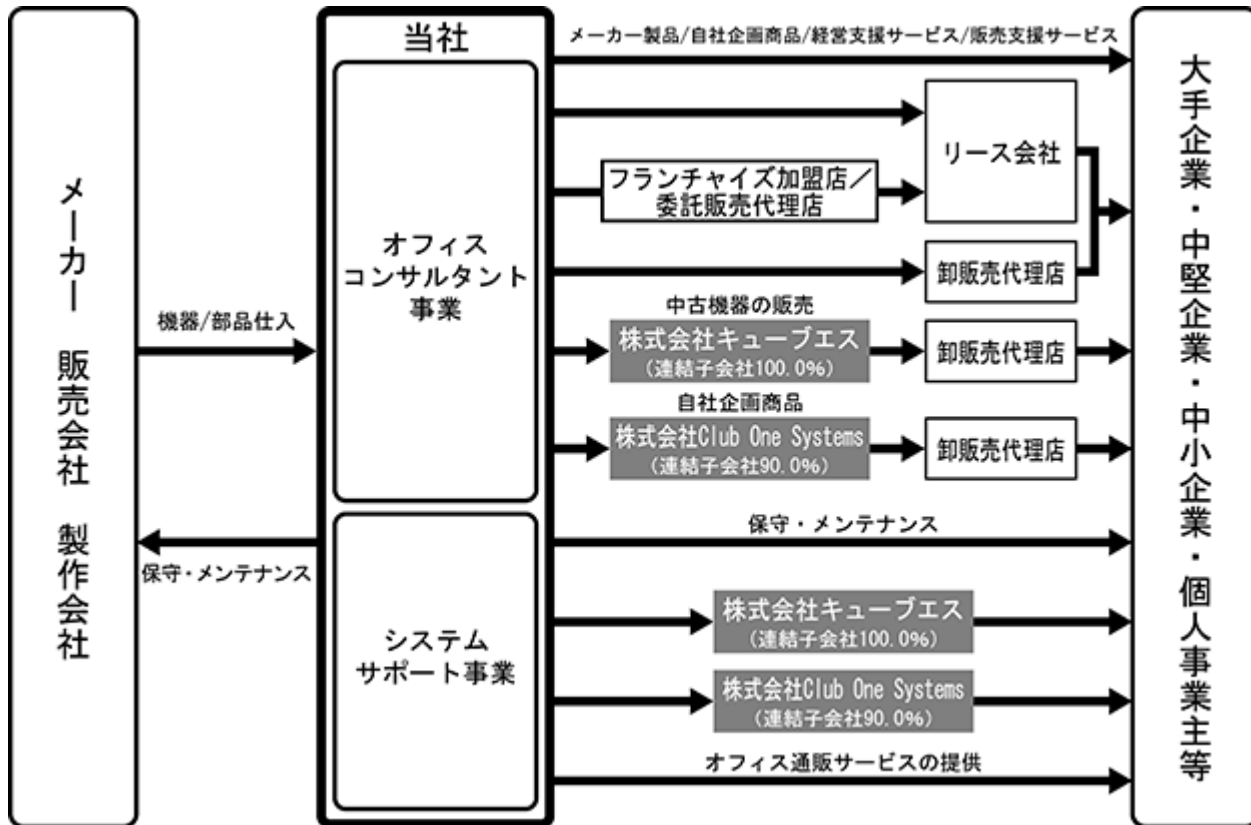 メーカー 販売会社 製作会社
機器/部品仕入
保守・メンテナンス
当社
オフィス
コンサルタント
事業
システム
サポート事業
メーカー製品/自社企画商品/経営支援サービス/販売支援サービス
リース会社
フランチャイズ加盟店/
委託販売代理店
卸販売代理店
中古機器の販売
株式会社キューブエス
(連結子会社100.0%)
卸販売代理店
自社企画商品
株式会社Club One Systems
(連結子会社90.0%)
卸販売代理店
保守・メンテナンス
株式会社キューブエス
(連結子会社100.0%)
株式会社Club One Systems
(連結子会社90.0%)
オフィス通販サービスの提供
大手企業・中堅企業・中小企業・個人事業主等